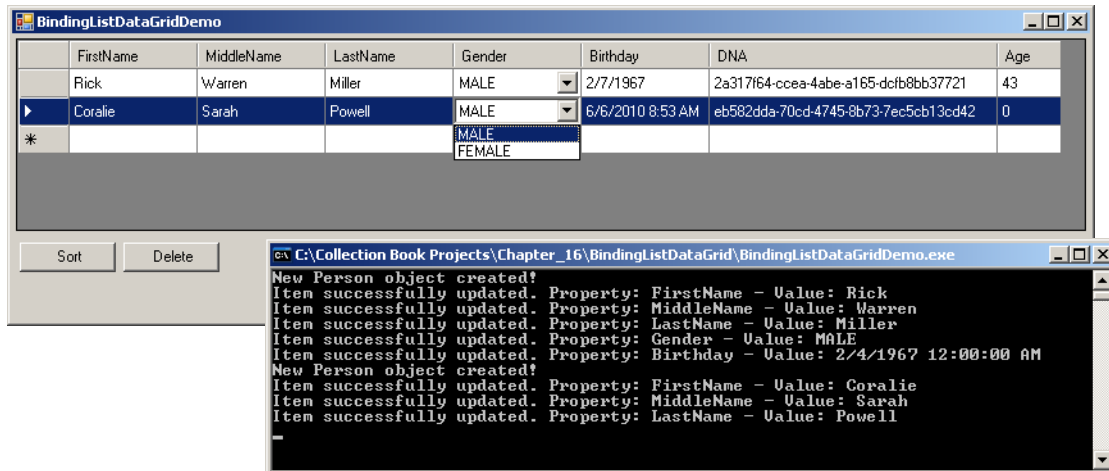 BindingListDataGridDemo
FirstName MiddleName LastName Gender Birthday DNA Age
Rick Warren Miller MALE 2/7/1967 2a317f64-ccea-4abe-a165-dcfb8bb37721 43
Coralie Sarah Powell MALE 6/6/2010 8:53 AM eb582dda-70cd-4745-8b73-7ec5cb13cd42 0
MALE
FEMALE
Sort Delete
C:\Collection Book Projects\Chapter_16\BindingListDataGrid\BindingListDataGridDemo.exe
New Person object created!
Item successfully updated. Property: FirstName - Value: Rick
Item successfully updated. Property: MiddleName - Value: Warren
Item successfully updated. Property: LastName - Value: Miller
Item successfully updated. Property: Gender - Value: MALE
Item successfully updated. Property: Birthday - Value: 2/4/1967 12:00:00 AM
New Person object created!
Item successfully updated. Property: FirstName - Value: Coralie
Item successfully updated. Property: MiddleName - Value: Sarah
Item successfully updated. Property: LastName - Value: Powell